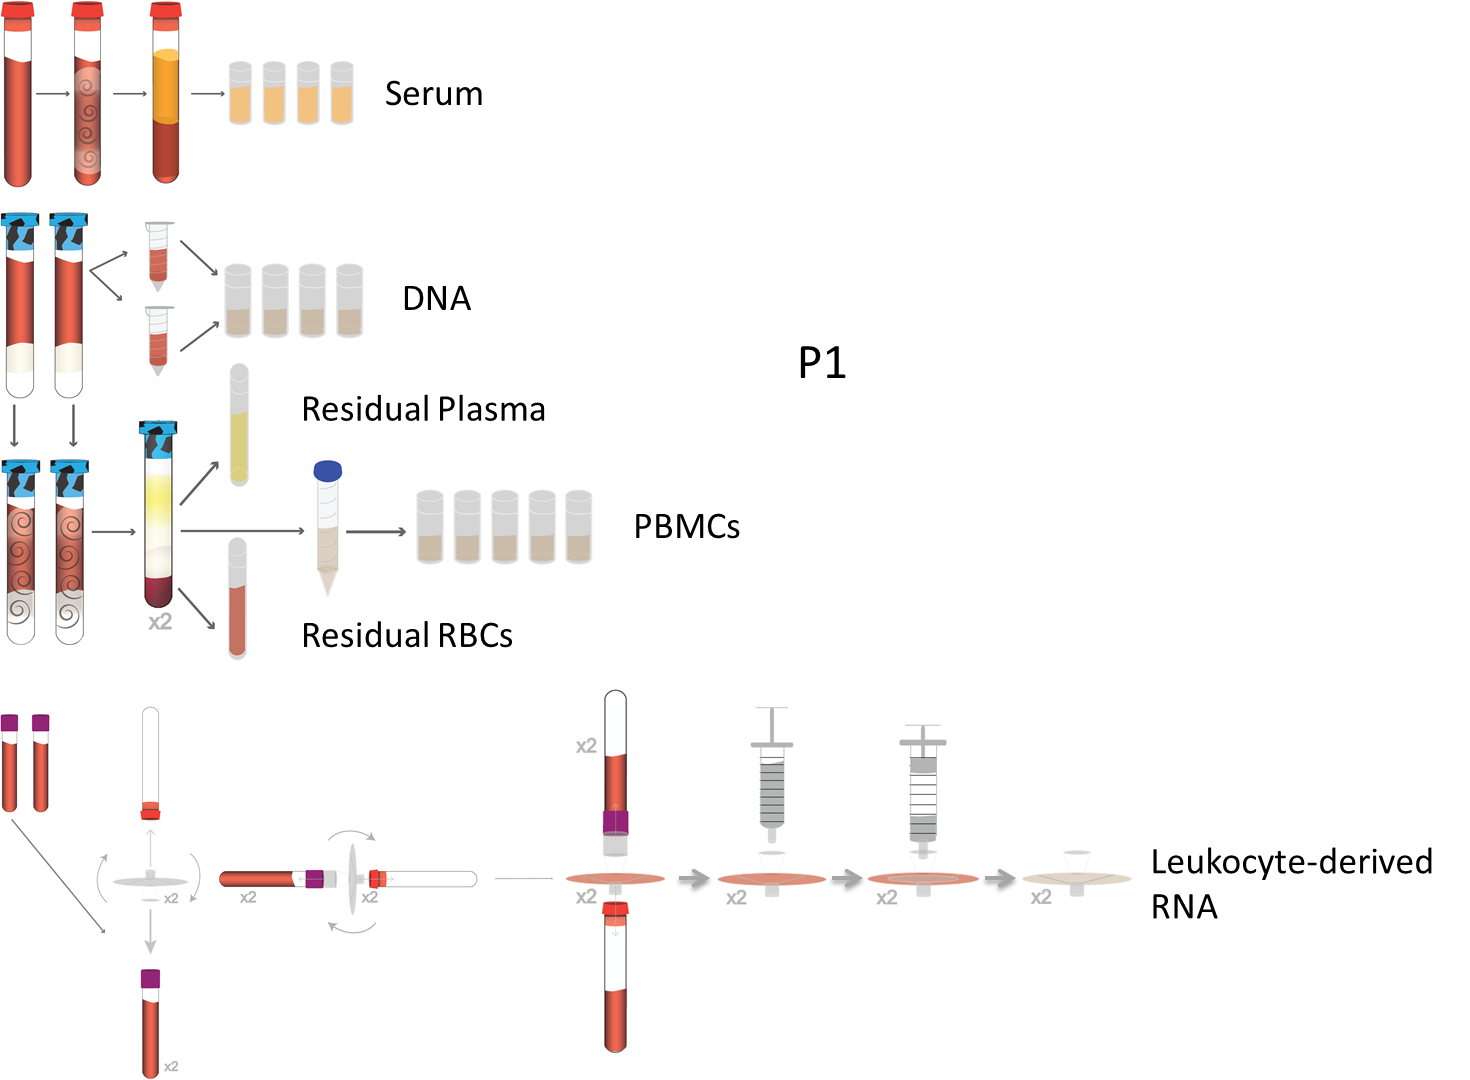 Serum
DNA
P1
Residual Plasma
PBMCs
x2
Residual RBCs
x2
x2
x2
x2
x2
x2
x2
x2
x2
Leukocyte-derived
RNA